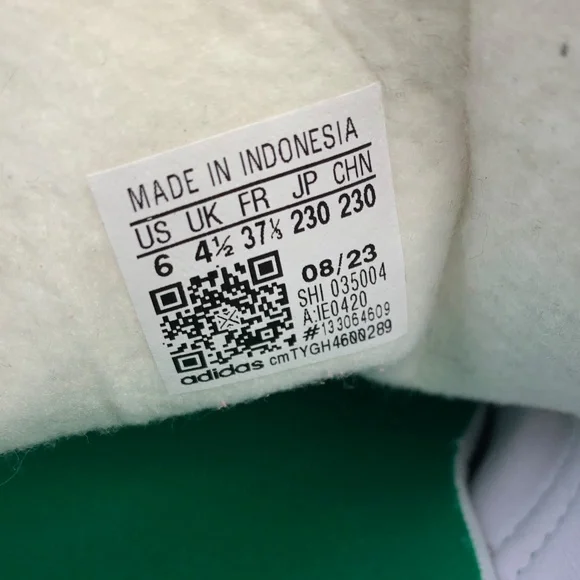 MADE IN INDONESIA
US UK FR JP CHN
6 4½ 37⅓ 230 230
08/23
SHI 035004
A:IE0420
#133064609
adidas cmTYGH4600289